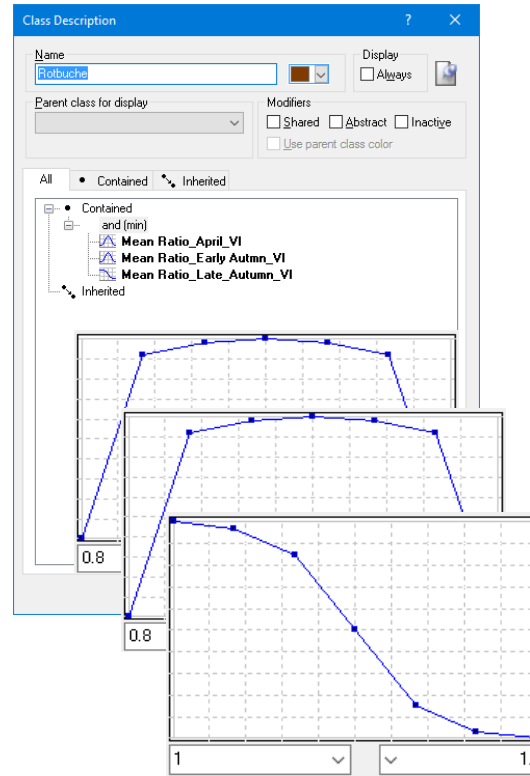 Class Description
?
Name
Rotbuche
Display
Always
Parent class for display
Modifiers
Shared
Abstract
Inactive
Use parent class color
All
Contained
Inherited
Contained
and (min)
Mean Ratio_April_VI
Mean Ratio_Early Autmn_VI
Mean Ratio_Late_Autumn_VI
Inherited
0.8
0.8
1